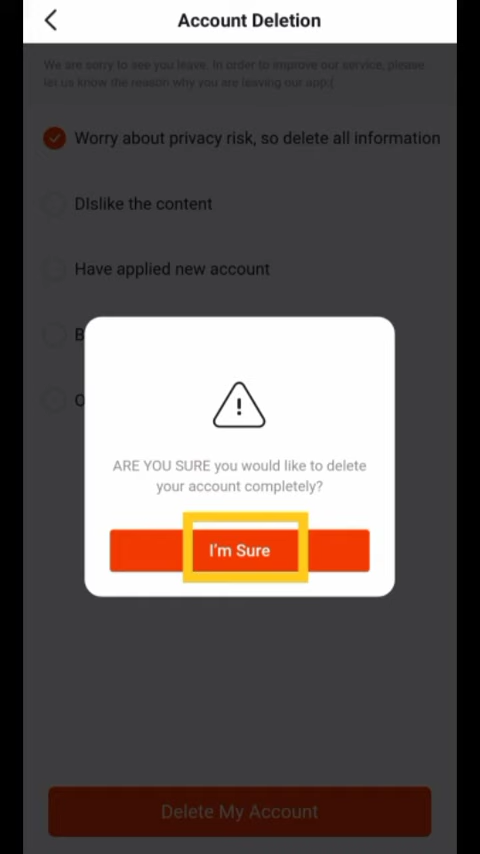 Account Deletion
We are sorry to see you leave. In order to improve our service, please
let us know the reason why you are leaving our app:(
Worry about privacy risk, so delete all information
DIslike the content
Have applied new account
B
O
ARE YOU SURE you would like to delete
your account completely?
I'm Sure
Delete My Account